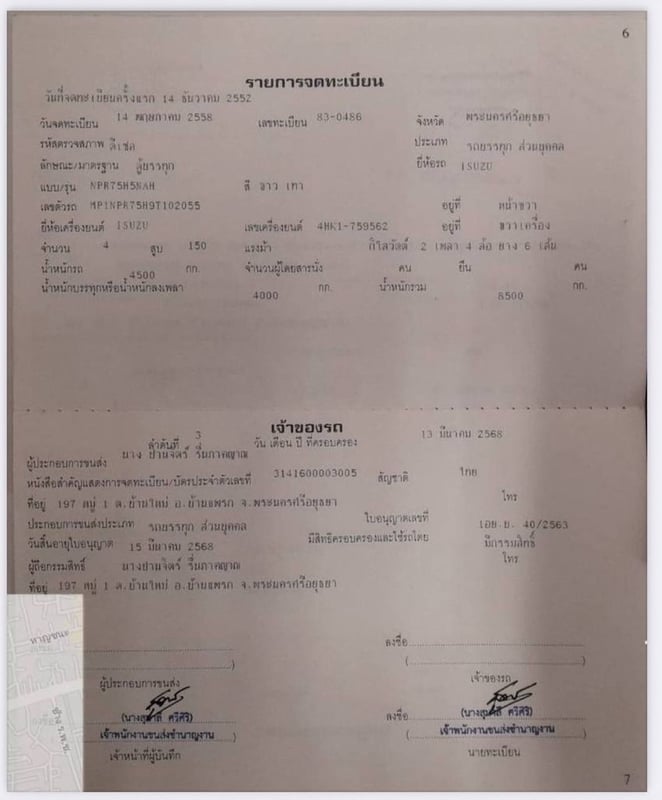 6
รายการจดทะเบียน
วันที่จดทะเบียนครั้งแรก 14 ธันวาคม 2552
วันจดทะเบียน 14 พฤษภาคม 2558 เลขทะเบียน 83-0486 จังหวัด พระนครศรีอยุธยา
รหัสตรวจสภาพ ดีเซล ประเภท รถบรรทุก ส่วนบุคคล
ลักษณะ/มาตรฐาน ตู้บรรทุก ยี่ห้อรถ ISUZU
แบบ/รุ่น NPR75H5NAH สี ขาว เทา
เลขตัวรถ MP1NPR75H9T102055 อยู่ที่ หน้าขวา
ยี่ห้อเครื่องยนต์ ISUZU เลขเครื่องยนต์ 4HK1-759562 อยู่ที่ ขวาเครื่อง
จำนวน 4 สูบ 150 แรงม้า กิโลวัตต์ 2 เพลา 4 ล้อ ยาง 6 เส้น
น้ำหนักรถ 4500 กก. จำนวนผู้โดยสารนั่ง คน ยืน คน
น้ำหนักบรรทุกหรือน้ำหนักลงเพลา 4000 กก. น้ำหนักรวม 8500 กก.
เจ้าของรถ
ลำดับที่ 3 วัน เดือน ปี ที่ครอบครอง 13 มีนาคม 2568
ผู้ประกอบการขนส่ง นาง ปานจิตร์ รื่นภาคญาณ
หนังสือสำคัญแสดงการจดทะเบียน/บัตรประจำตัวเลขที่ 3141600003005 สัญชาติ ไทย
ที่อยู่ 197 หมู่ 1 ต.บ้านใหม่ อ.บ้านแพรก จ.พระนครศรีอยุธยา โทร
ประกอบการขนส่งประเภท รถบรรทุก ส่วนบุคคล ใบอนุญาตเลขที่ 40/2563
วันสิ้นอายุใบอนุญาต 15 มีนาคม 2568 มีสิทธิครอบครองและใช้รถโดย มีกรรมสิทธิ์
ผู้ถือกรรมสิทธิ์ นางปานจิตร์ รื่นภาคญาณ โทร
ที่อยู่ 197 หมู่ 1 ต.บ้านใหม่ อ.บ้านแพรก จ.พระนครศรีอยุธยา
หาญชนะ
ลงชื่อ
ผู้ประกอบการขนส่ง เจ้าของรถ
ลงชื่อ
(นาง ศรีศิริ) (นาง ศรีศิริ)
เจ้าพนักงานขนส่งชำนาญงาน เจ้าพนักงานขนส่งชำนาญงาน
เจ้าหน้าที่ผู้บันทึก นายทะเบียน
7